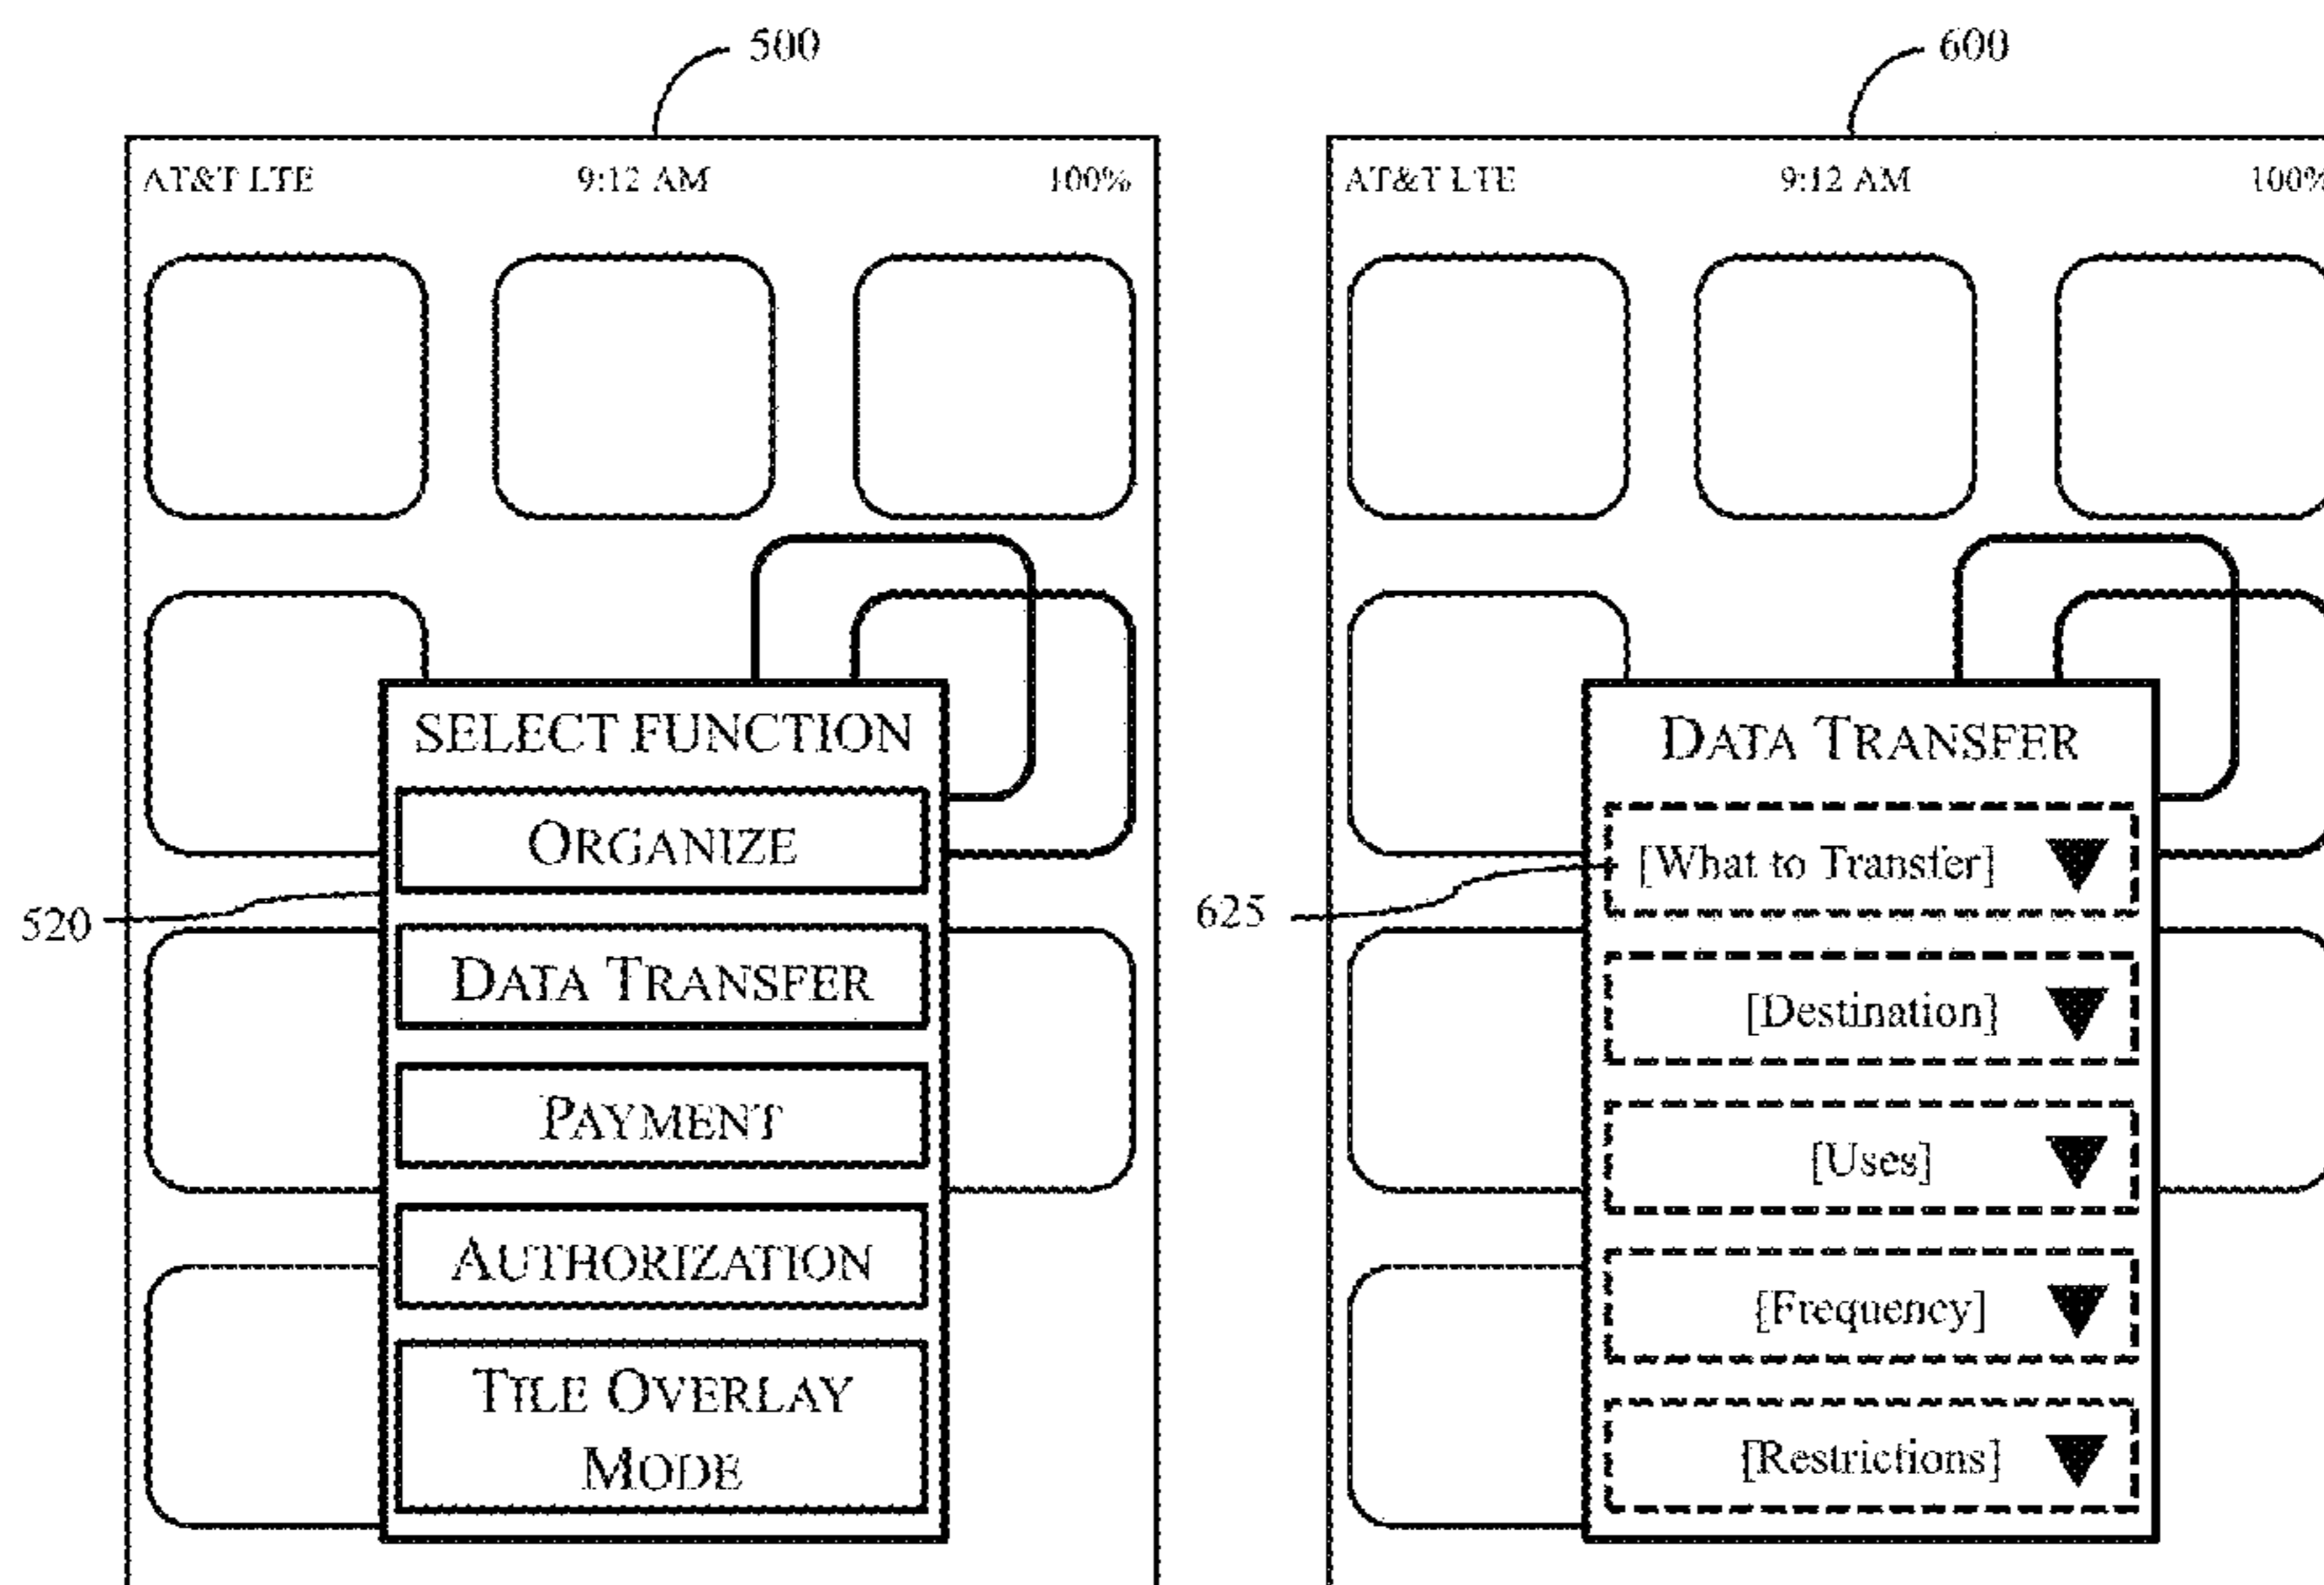 500
AT&T LTE 9:12 AM 100%
SELECT FUNCTION
ORGANIZE
520
DATA TRANSFER
PAYMENT
AUTHORIZATION
TILE OVERLAY
MODE
600
AT&T LTE 9:12 AM 100%
DATA TRANSFER
[What to Transfer]
625
[Destination]
[Uses]
[Frequency]
[Restrictions]